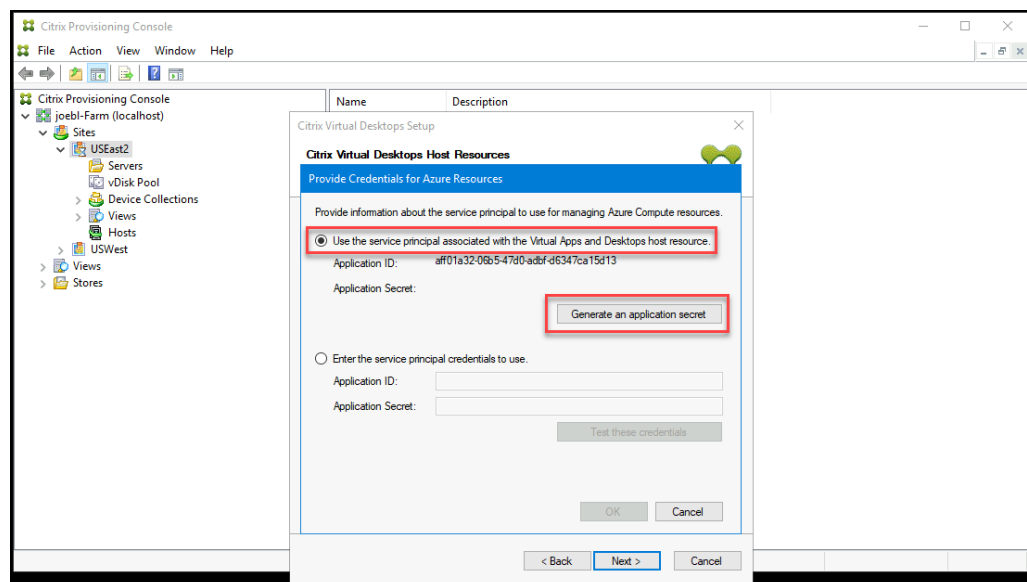 Citrix Provisioning Console
File Action View Window Help
Citrix Provisioning Console
joebl-Farm (localhost)
Sites
USEast2
Servers
vDisk Pool
Device Collections
Views
Hosts
USWest
Views
Stores
Name Description
Citrix Virtual Desktops Setup
Citrix Virtual Desktops Host Resources
Provide Credentials for Azure Resources
Provide information about the service principal to use for managing Azure Compute resources.
Use the service principal associated with the Virtual Apps and Desktops host resource.
Application ID: aff01a32-06b5-47d0-adbf-d6347ca15d13
Application Secret:
Generate an application secret
Enter the service principal credentials to use.
Application ID:
Application Secret:
Test these credentials
OK Cancel
< Back Next > Cancel